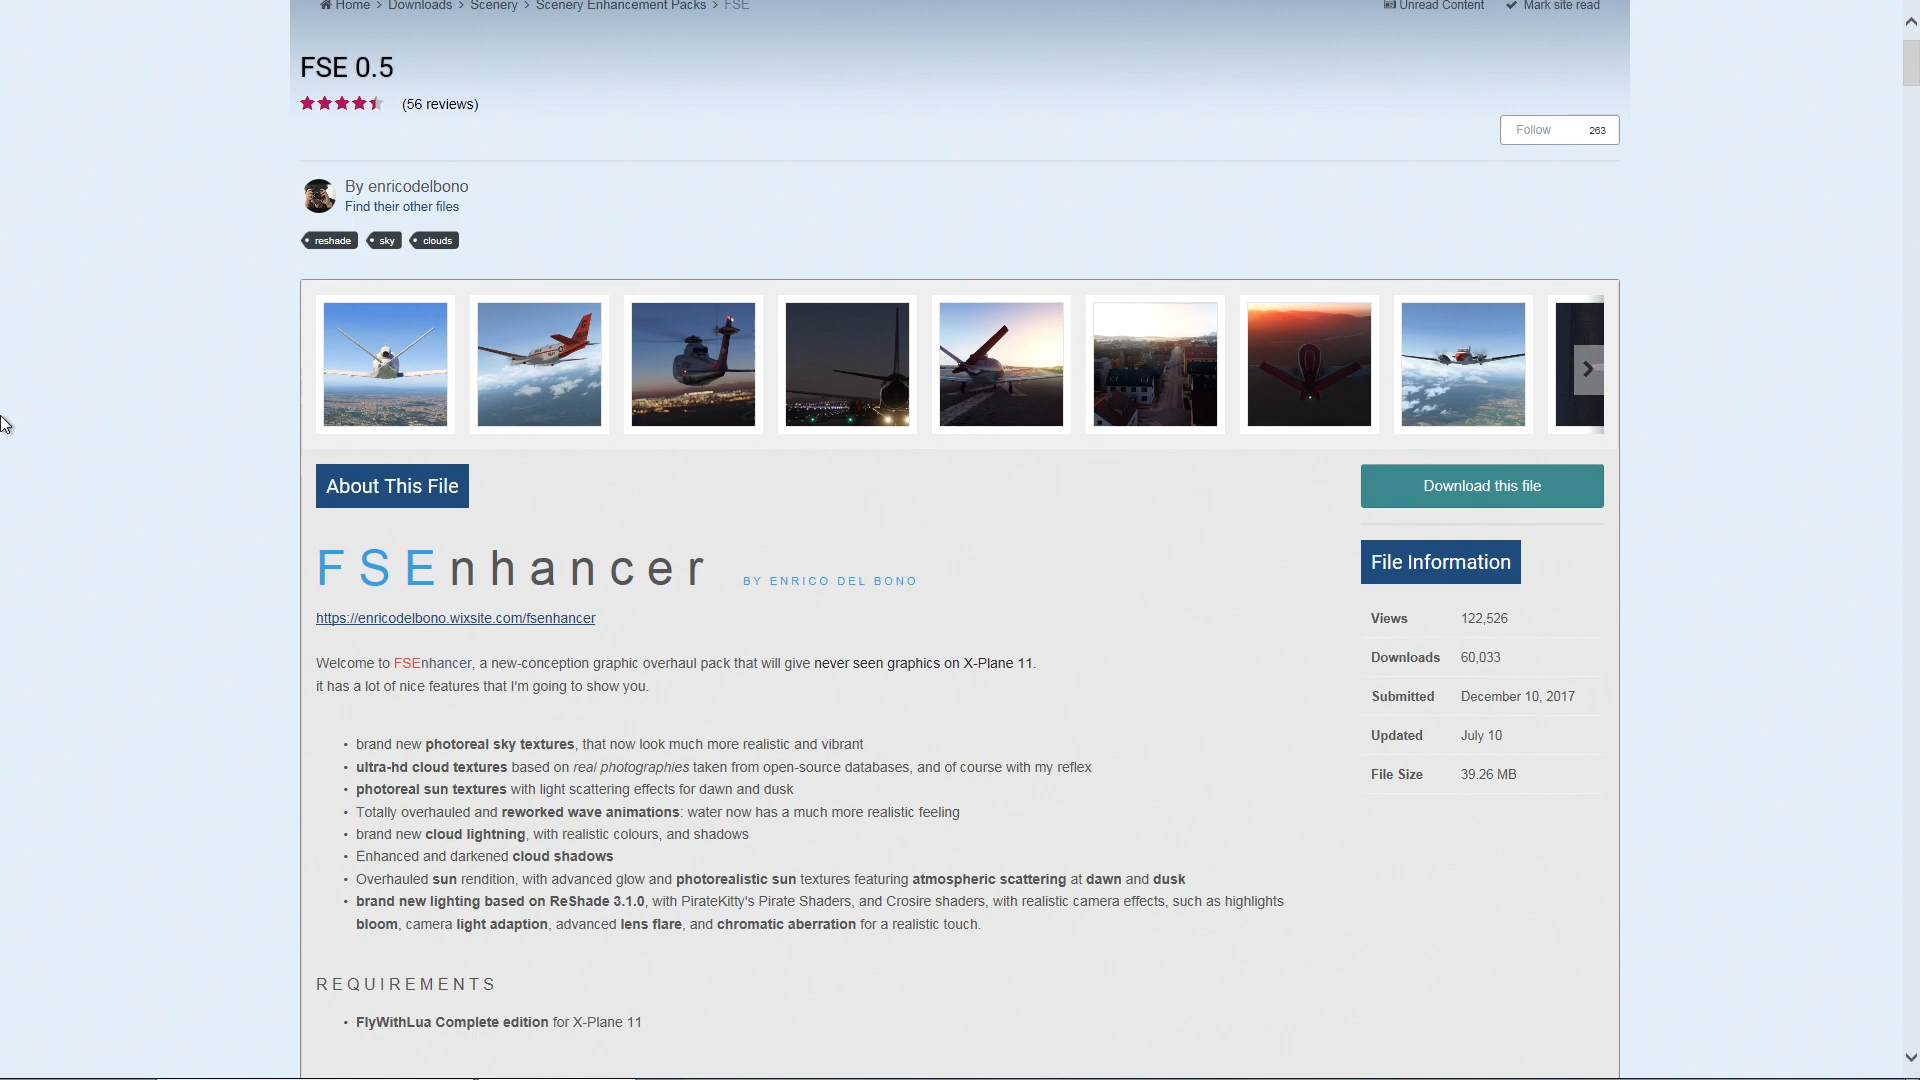 Home > Downloads > Scenery > Scenery Enhancement Packs > FSE
Unread Content
Mark site read
FSE 0.5
(56 reviews)
Follow 263
By enricodelbono
Find their other files
reshade
sky
clouds
About This File
Download this file
FSEnhancer BY ENRICO DEL BONO
File Information
https://enricodelbono.wixsite.com/fsenhancer
Views 122,526
Welcome to FSEnhancer, a new-conception graphic overhaul pack that will give never seen graphics on X-Plane 11.
Downloads 60,033
it has a lot of nice features that I'm going to show you.
Submitted December 10, 2017
Updated July 10
• brand new photoreal sky textures, that now look much more realistic and vibrant
• ultra-hd cloud textures based on real photographies taken from open-source databases, and of course with my reflex
File Size 39.26 MB
• photoreal sun textures with light scattering effects for dawn and dusk
• Totally overhauled and reworked wave animations: water now has a much more realistic feeling
• brand new cloud lightning, with realistic colours, and shadows
• Enhanced and darkened cloud shadows
• Overhauled sun rendition, with advanced glow and photorealistic sun textures featuring atmospheric scattering at dawn and dusk
• brand new lighting based on ReShade 3.1.0, with PirateKitty's Pirate Shaders, and Crosire shaders, with realistic camera effects, such as highlights
bloom, camera light adaption, advanced lens flare, and chromatic aberration for a realistic touch.
REQUIREMENTS
• FlyWithLua Complete edition for X-Plane 11